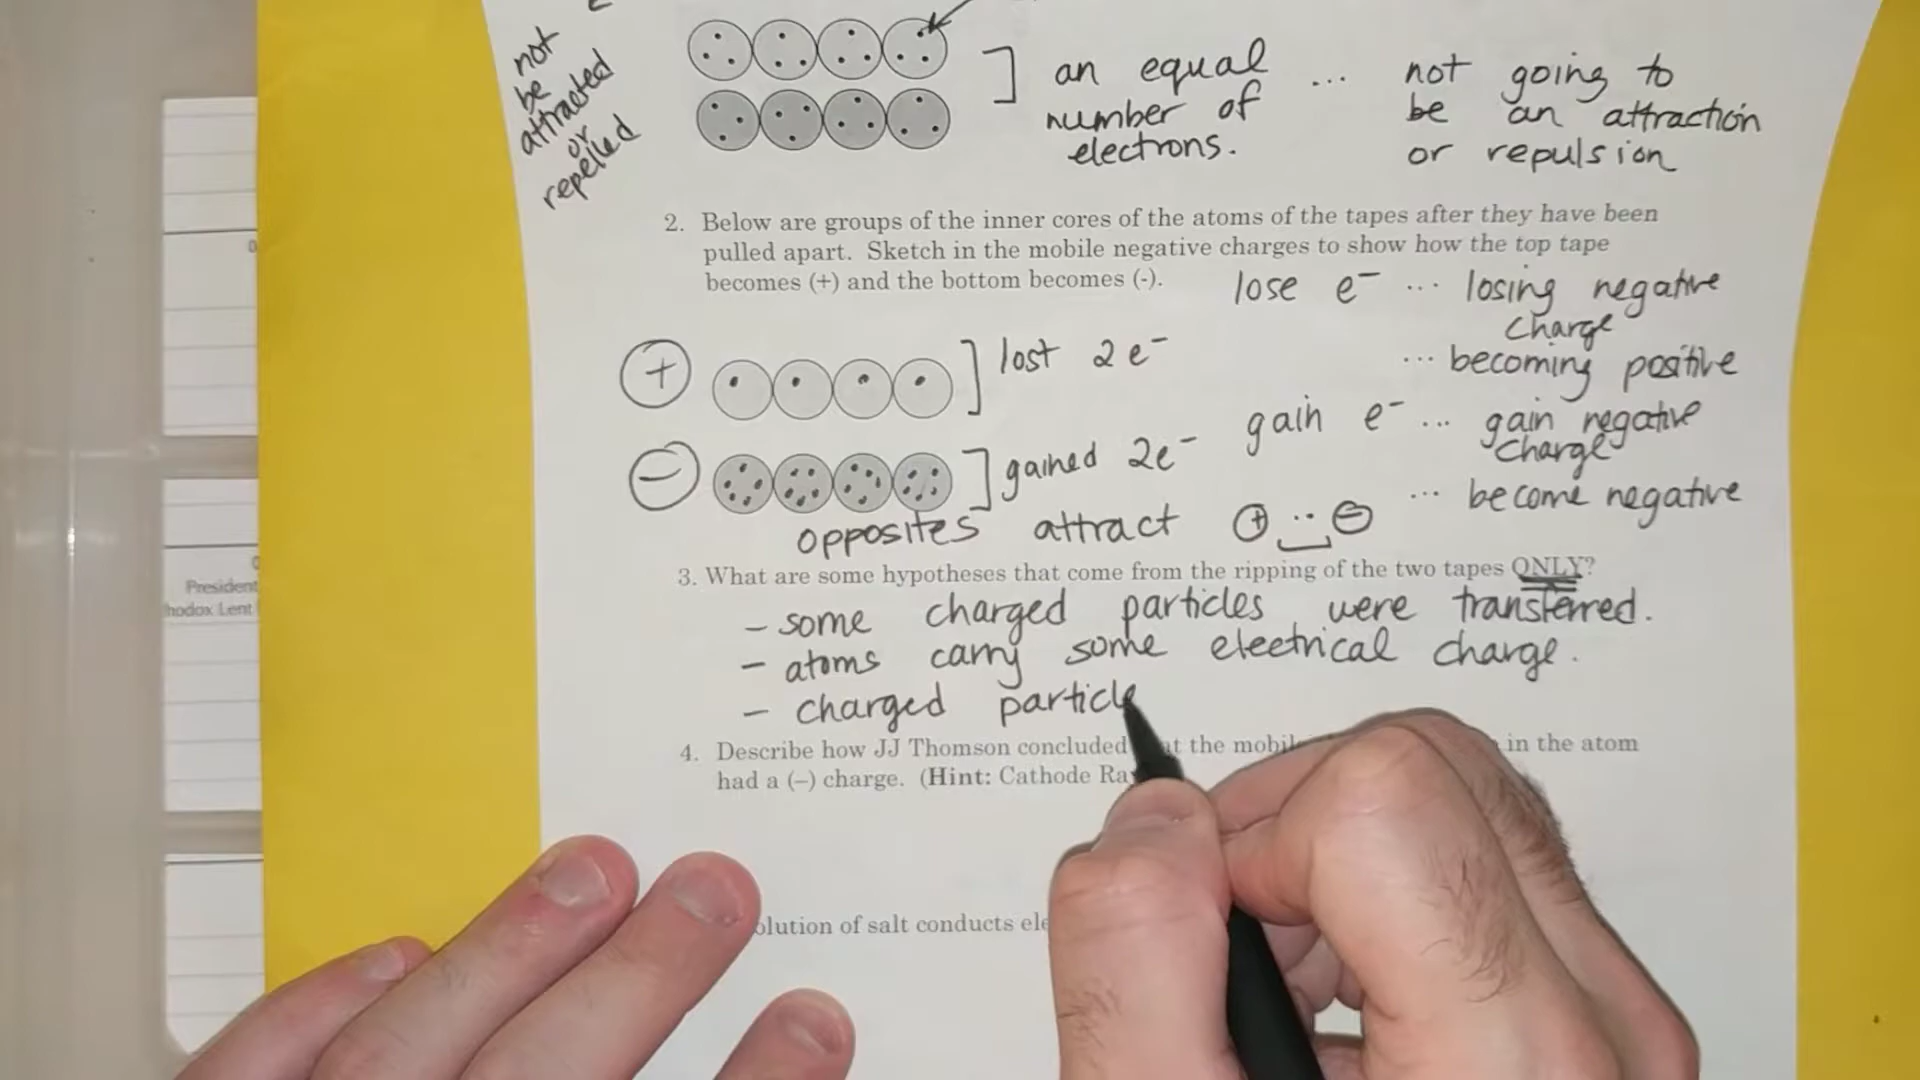 not
be
attracted
or
repelled
an equal
number of
electrons.
... not going to
be an attraction
or repulsion
2. Below are groups of the inner cores of the atoms of the tapes after they have been
pulled apart. Sketch in the mobile negative charges to show how the top tape
becomes (+) and the bottom becomes (-).
lose e⁻ ... losing negative
charge
... becoming positive
+
] lost 2 e⁻
gain e⁻ ... gain negative
charge
... become negative
−
] gained 2e⁻
opposites attract + ·· −
3. What are some hypotheses that come from the ripping of the two tapes ONLY?
- some charged particles were transferred.
- atoms carry some electrical charge.
- charged particle
4. Describe how JJ Thomson concluded the in the atom
had a (–) charge. (Hint: Cathode
of salt conducts
President
Lent